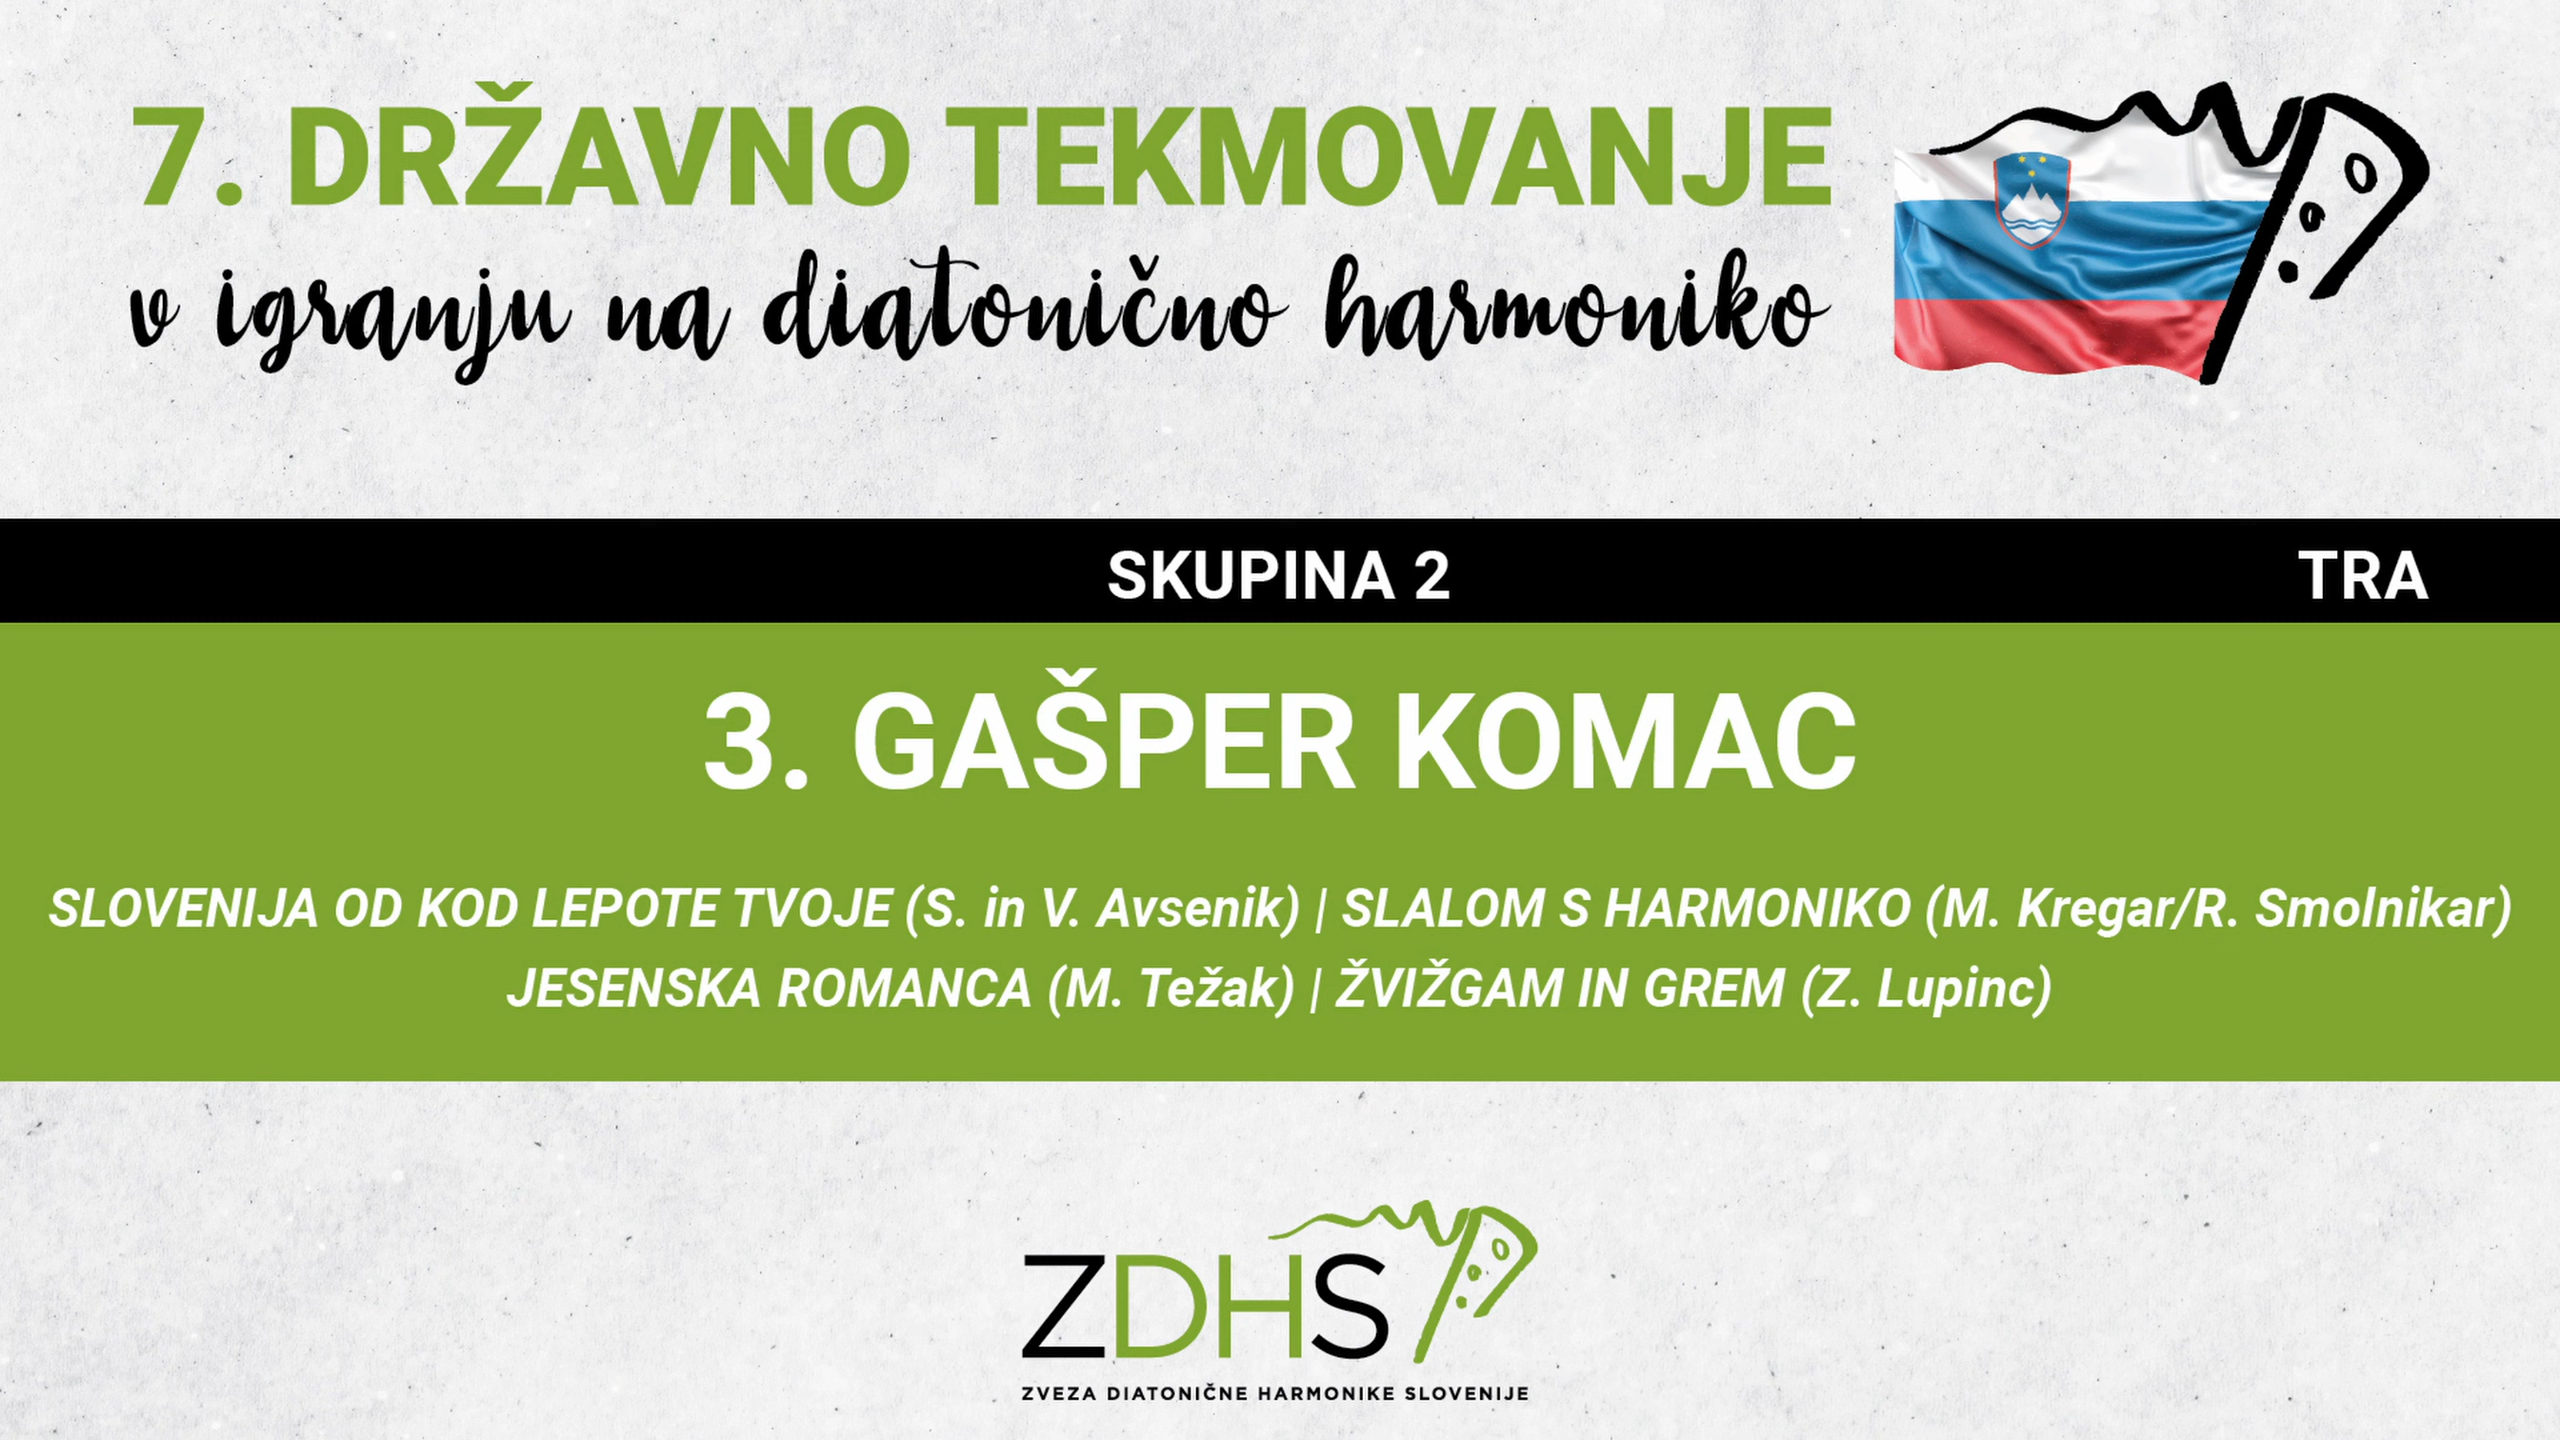 7. DRŽAVNO TEKMOVANJE
v igranju na diatonično harmoniko
SKUPINA 2
TRA
3. GAŠPER KOMAC
SLOVENIJA OD KOD LEPOTE TVOJE (S. in V. Avsenik) | SLALOM S HARMONIKO (M. Kregar/R. Smolnikar)
JESENSKA ROMANCA (M. Težak) | ŽVIŽGAM IN GREM (Z. Lupinc)
ZDHS
ZVEZA DIATONIČNE HARMONIKE SLOVENIJE